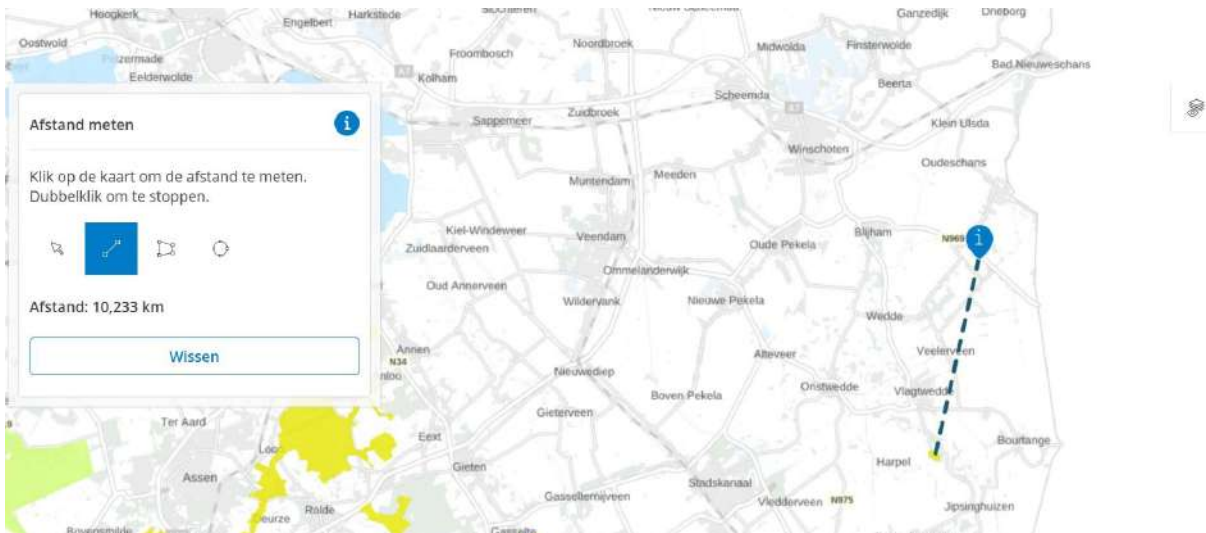 Hoogkerk
Harkstede
Engelbert
Ganzedijk
Drieborg
Oostwold
Noordbroek
Midwolda
Finsterwolde
Froombosch
Eelderwolde
A7
Kolham
Bad Nieuweschans
Beerta
Scheemda
A7
Afstand meten
i
Sappemeer
Zuidbroek
Klein Ulsda
Winschoten
Oudeschans
Klik op de kaart om de afstand te meten.
Dubbelklik om te stoppen.
Muntendam
Meeden
Kiel-Windeweer
Veendam
Zuidlaarderveen
Oude Pekela
Blijham
N969
i
Ommelanderwijk
Oud Annerveen
Wildervank
Nieuwe Pekela
Afstand: 10,233 km
Wedde
Wissen
Annen
N34
Nieuwediep
Alteveer
Veelerveen
Onstwedde
Vlagtwedde
Boven Pekela
Gieterveen
Ter Aard
Eext
Bourtange
Assen
Gieten
Harpel
Stadskanaal
Gasselternijveen
Vledderveen
N975
Jipsinghuizen
Rolde